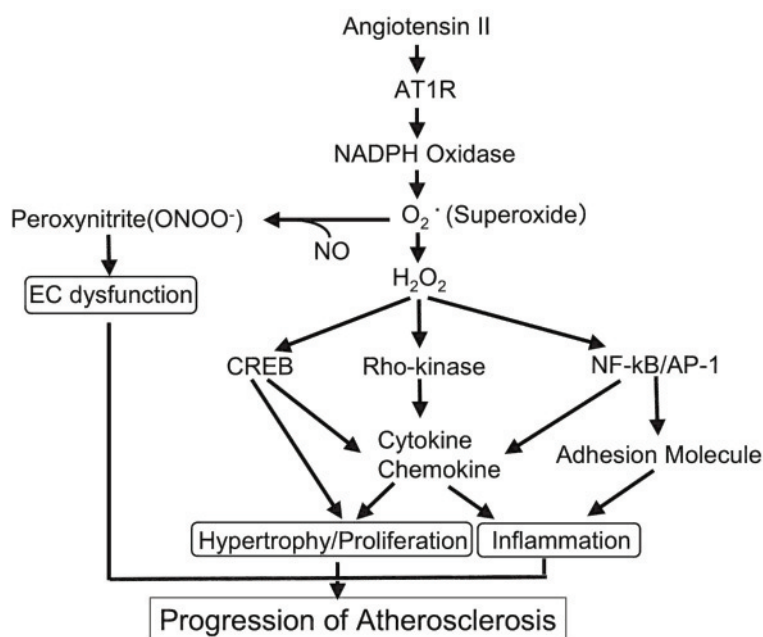 Angiotensin II
AT1R
NADPH Oxidase
Peroxynitrite(ONOO⁻)
O₂˙(Superoxide)
NO
EC dysfunction
H₂O₂
CREB
Rho-kinase
NF-kB/AP-1
Cytokine
Chemokine
Adhesion Molecule
Hypertrophy/Proliferation
Inflammation
Progression of Atherosclerosis